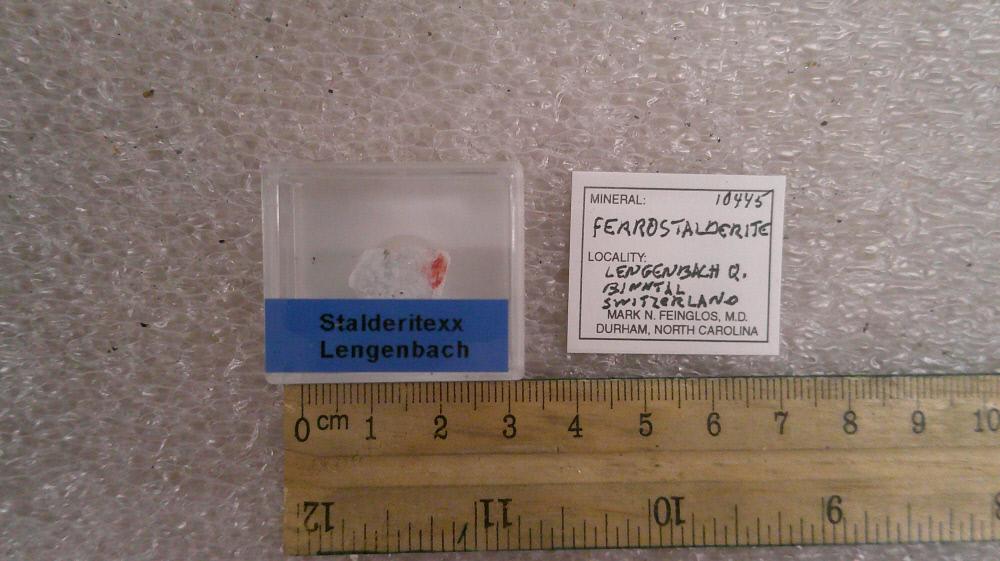 Stalderitexx
Lengenbach
MINERAL: 10445
FERROSTALDERITE
LOCALITY:
LENGENBACH Q.
BINNTAL
SWITZERLAND
MARK N. FEINGLOS, M.D.
DURHAM, NORTH CAROLINA
0 cm 1 2 3 4 5 6 7 8 9 10
12 11 10 9